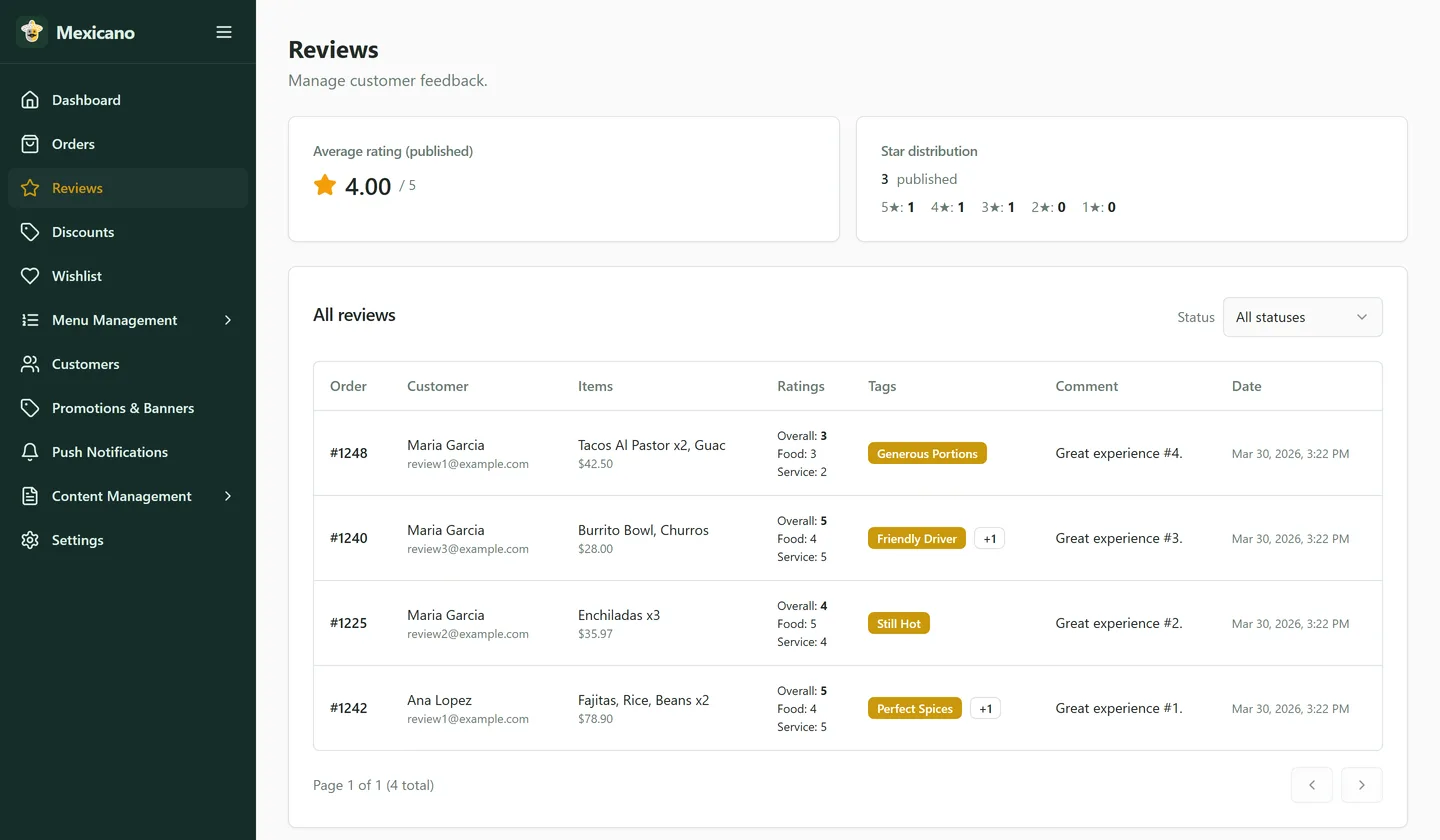 Mexicano
Dashboard
Orders
Reviews
Discounts
Wishlist
Menu Management
Customers
Promotions & Banners
Push Notifications
Content Management
Settings
Reviews
Manage customer feedback.
Average rating (published)
4.00 / 5
Star distribution
3 published
5★: 1 4★: 1 3★: 1 2★: 0 1★: 0
All reviews
Status All statuses
Order Customer Items Ratings Tags Comment Date
#1248
Maria Garcia
review1@example.com
Tacos Al Pastor x2, Guac
$42.50
Overall: 3
Food: 3
Service: 2
Generous Portions
Great experience #4.
Mar 30, 2026, 3:22 PM
#1240
Maria Garcia
review3@example.com
Burrito Bowl, Churros
$28.00
Overall: 5
Food: 4
Service: 5
Friendly Driver +1
Great experience #3.
Mar 30, 2026, 3:22 PM
#1225
Maria Garcia
review2@example.com
Enchiladas x3
$35.97
Overall: 4
Food: 5
Service: 4
Still Hot
Great experience #2.
Mar 30, 2026, 3:22 PM
#1242
Ana Lopez
review1@example.com
Fajitas, Rice, Beans x2
$78.90
Overall: 5
Food: 4
Service: 5
Perfect Spices +1
Great experience #1.
Mar 30, 2026, 3:22 PM
Page 1 of 1 (4 total)